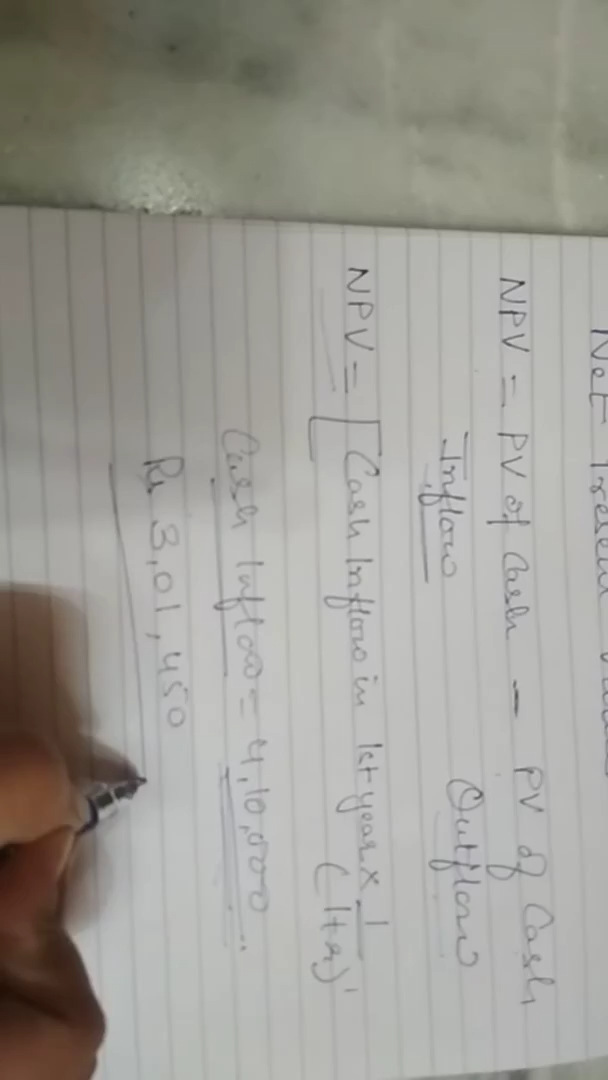 Net Present Value
NPV = PV of Cash - PV of Cash
Inflow Outflow
NPV = [Cash Inflow in 1st year x 1
(1+r)¹
Cash Inflow = 4,10,000
Rs 3,01,450